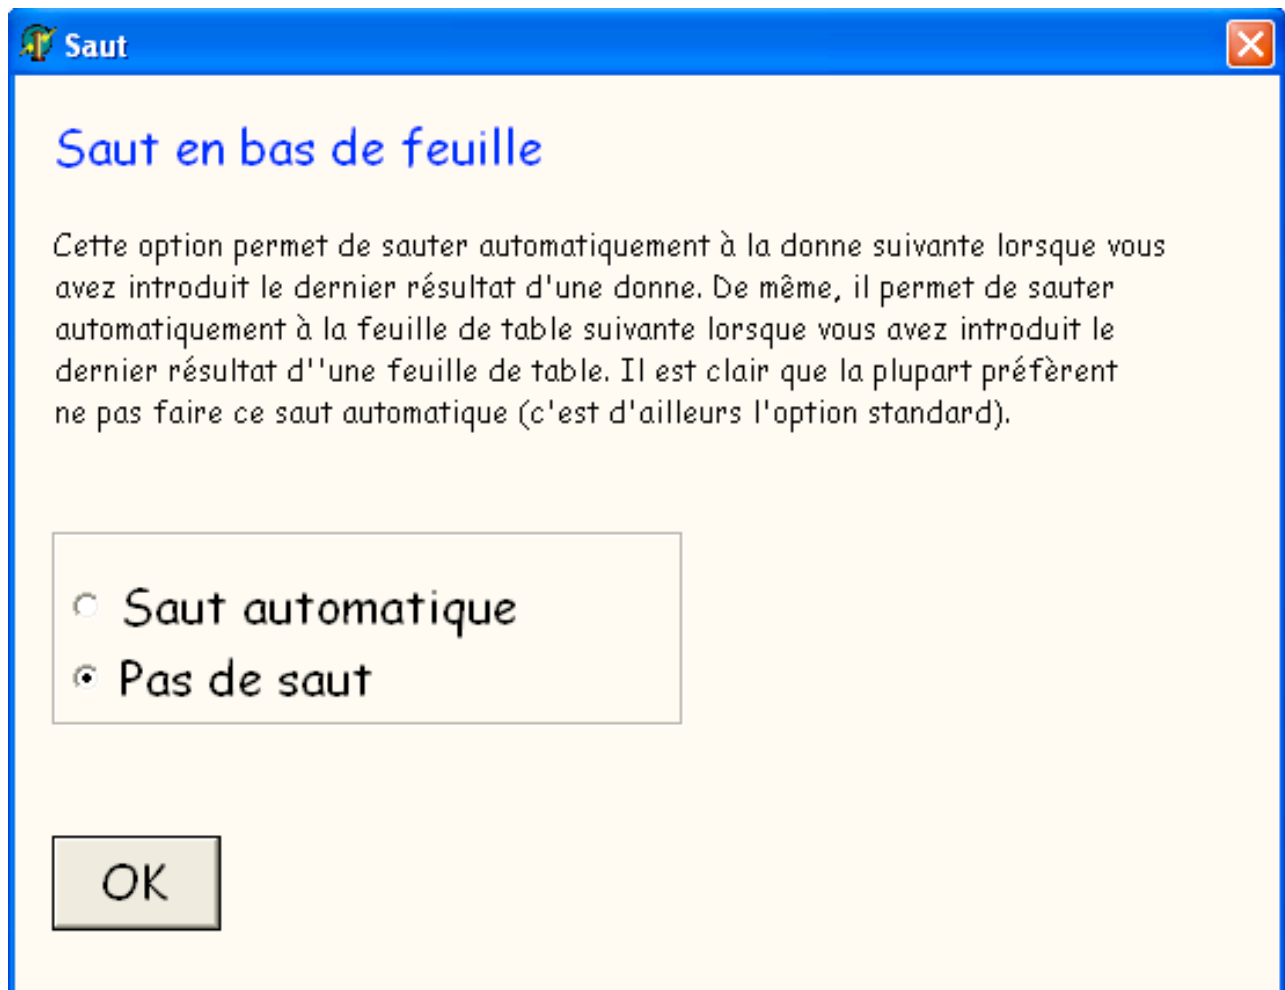 Saut
Saut en bas de feuille
Cette option permet de sauter automatiquement à la donne suivante lorsque vous
avez introduit le dernier résultat d'une donne. De même, il permet de sauter
automatiquement à la feuille de table suivante lorsque vous avez introduit le
dernier résultat d''une feuille de table. Il est clair que la plupart préfèrent
ne pas faire ce saut automatique (c'est d'ailleurs l'option standard).
Saut automatique
Pas de saut
OK